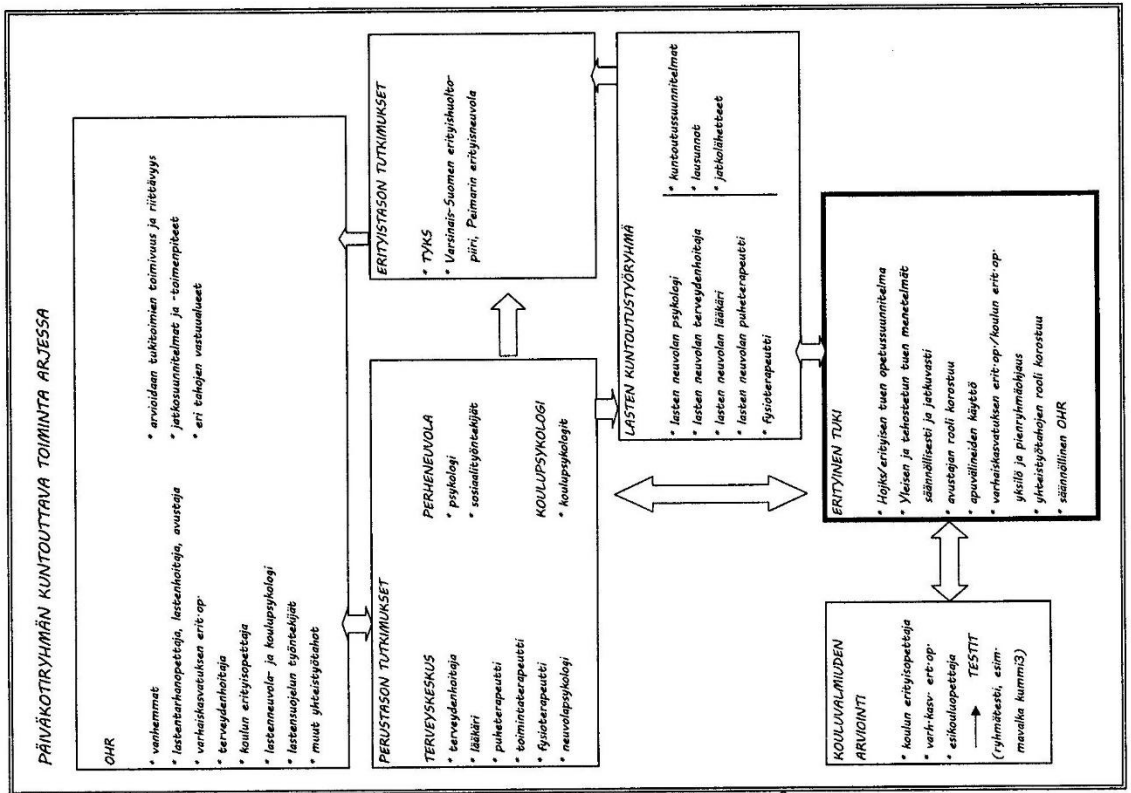 PÄIVÄKOTIRYHMÄN KUNTOUTTAVA TOIMINTA ARJESSA
OHR
* vanhemmat
* lastentarhanopettaja, lastenhoitaja, avustaja
* varhaiskasvatuksen erit.op.
* terveydenhoitaja
* koulun erityisopettaja
* lastenneuvola- ja koulupsykologi
* lastensuojelun työntekijät
* muut yhteistyötahot
* arvioidaan tukitoimien toimivuus ja riittävyys
* jatkosuunnitelmat ja -toimenpiteet
* eri tahojen vastuualueet
PERUSTASON TUTKIMUKSET
TERVEYSKESKUS
* terveydenhoitaja
* lääkäri
* puheterapeutti
* toimintaterapeutti
* fysioterapeutti
* neuvolapsykologi
PERHENEUVOLA
* psykologi
* sosiaalityöntekijät
KOULUPSYKOLOGI
* koulupsykologit
ERITYISTASON TUTKIMUKSET
* TYKS
* Varsinais-Suomen erityishuolto-
piiri, Peimarin erityisneuvola
LASTEN KUNTOUTUSTYÖRYHMÄ
* lasten neuvolan psykologi
* lasten neuvolan terveydenhoitaja
* lasten neuvolan lääkäri
* lasten neuvolan puheterapeutti
* fysioterapeutti
* kuntoutussuunnitelmat
* lausunnot
* jatkolähetteet
KOULUVALMIUDEN
ARVIOINTI
* koulun erityisopettaja
* varh.kasv. ert.op.
* esikouluopettaja
→ TESTIT
(ryhmätesti, esim.
mavalka kummi3)
ERITYINEN TUKI
* Hojks/erityisen tuen opetussuunnitelma
* Yleisen ja tehostetun tuen menetelmät
säännöllisesti ja jatkuvasti
* avustajan rooli korostuu
* apuvälineiden käyttö
* varhaiskasvatuksen erit.op./koulun erit.op.
yksilö ja pienryhmäohjaus
* yhteistyötahojen rooli korostuu
* säännöllinen OHR